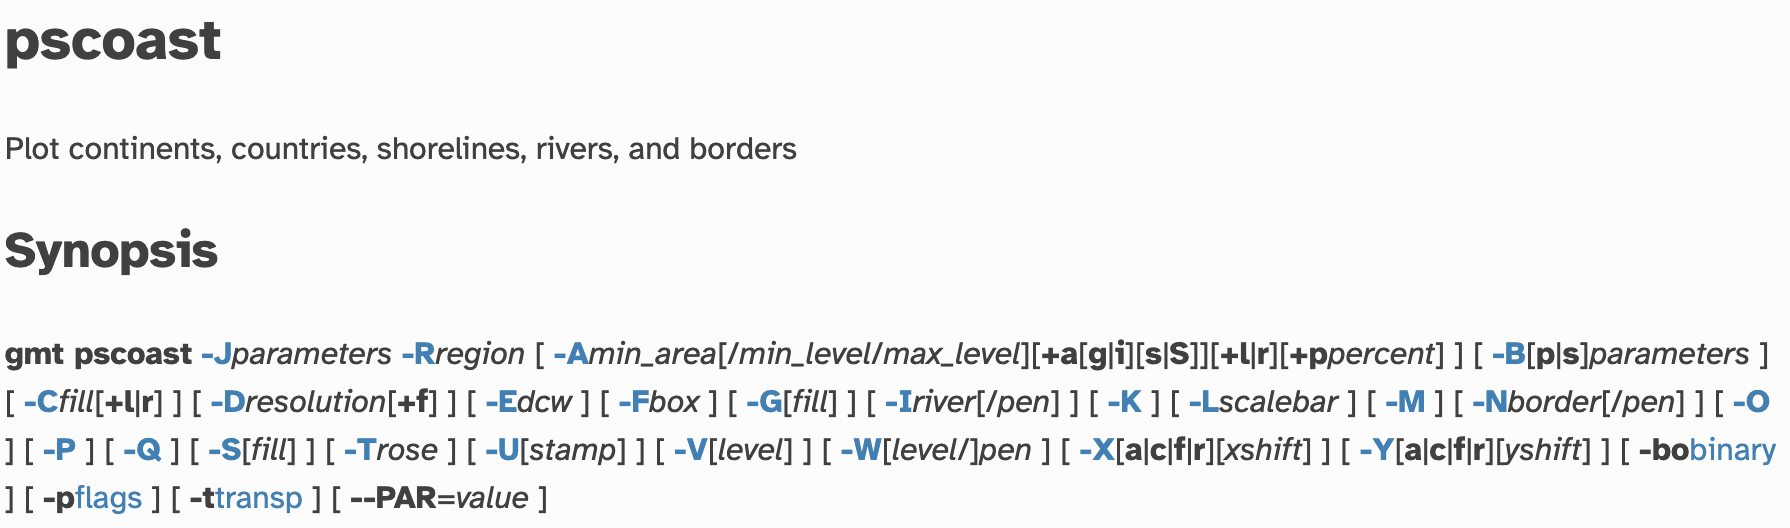 pscoast
Plot continents, countries, shorelines, rivers, and borders
Synopsis
gmt pscoast -Jparameters -Rregion [ -Amin_area[/min_level/max_level][+a[g|i][s|S]][+l|r][+ppercent] ] [ -B[p|s]parameters ]
[ -Cfill[+l|r] ] [ -Dresolution[+f] ] [ -Edcw ] [ -Fbox ] [ -G[fill] ] [ -Iriver[/pen] ] [ -K ] [ -Lscalebar ] [ -M ] [ -Nborder[/pen] ] [ -O
] [ -P ] [ -Q ] [ -S[fill] ] [ -Trose ] [ -U[stamp] ] [ -V[level] ] [ -W[level/]pen ] [ -X[a|c|f|r][xshift] ] [ -Y[a|c|f|r][yshift] ] [ -bobinary
] [ -pflags ] [ -ttransp ] [ --PAR=value ]